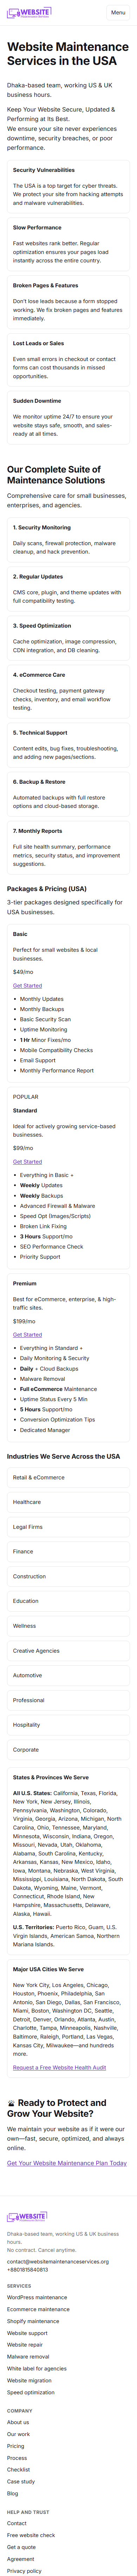 WEBSITE
Menu
Website Maintenance
Services in the USA
Dhaka-based team, working US & UK
business hours.
Keep Your Website Secure, Updated &
Performing at Its Best.
We ensure your site never experiences
downtime, security breaches, or poor
performance.
Security Vulnerabilities
The USA is a top target for cyber threats.
We protect your site from hacking attempts
and malware vulnerabilities.
Slow Performance
Fast websites rank better. Regular
optimization ensures your pages load
instantly across the entire country.
Broken Pages & Features
Don't lose leads because a form stopped
working. We fix broken pages and features
immediately.
Lost Leads or Sales
Even small errors in checkout or contact
forms can cost thousands in missed
opportunities.
Sudden Downtime
We monitor uptime 24/7 to ensure your
website stays safe, smooth, and sales-
ready at all times.
Our Complete Suite of
Maintenance Solutions
Comprehensive care for small businesses,
enterprises, and agencies.
1. Security Monitoring
Daily scans, firewall protection, malware
cleanup, and hack prevention.
2. Regular Updates
CMS core, plugin, and theme updates with
full compatibility testing.
3. Speed Optimization
Cache optimization, image compression,
CDN integration, and DB cleaning.
4. eCommerce Care
Checkout testing, payment gateway
checks, inventory, and email workflow
testing.
5. Technical Support
Content edits, bug fixes, troubleshooting,
and adding new pages/sections.
6. Backup & Restore
Automated backups with full restore
options and cloud-based storage.
7. Monthly Reports
Full site health summary, performance
metrics, security status, and improvement
suggestions.
Packages & Pricing (USA)
3-tier packages designed specifically for
USA businesses.
Basic
Perfect for small websites & local
businesses.
$49/mo
Get Started
• Monthly Updates
• Monthly Backups
• Basic Security Scan
• Uptime Monitoring
• 1 Hr Minor Fixes/mo
• Mobile Compatibility Checks
• Email Support
• Monthly Performance Report
POPULAR
Standard
Ideal for actively growing service-based
businesses.
$99/mo
Get Started
• Everything in Basic +
• Weekly Updates
• Weekly Backups
• Advanced Firewall & Malware
• Speed Opt (Images/Scripts)
• Broken Link Fixing
• 3 Hours Support/mo
• SEO Performance Check
• Priority Support
Premium
Best for eCommerce, enterprise, & high-
traffic sites.
$199/mo
Get Started
• Everything in Standard +
• Daily Monitoring & Security
• Daily + Cloud Backups
• Malware Removal
• Full eCommerce Maintenance
• Uptime Status Every 5 Min
• 5 Hours Support/mo
• Conversion Optimization Tips
• Dedicated Manager
Industries We Serve Across the USA
Retail & eCommerce
Healthcare
Legal Firms
Finance
Construction
Education
Wellness
Creative Agencies
Automotive
Professional
Hospitality
Corporate
States & Provinces We Serve
All U.S. States: California, Texas, Florida,
New York, New Jersey, Illinois,
Pennsylvania, Washington, Colorado,
Virginia, Georgia, Arizona, Michigan, North
Carolina, Ohio, Tennessee, Maryland,
Minnesota, Wisconsin, Indiana, Oregon,
Missouri, Nevada, Utah, Oklahoma,
Alabama, South Carolina, Kentucky,
Arkansas, Kansas, New Mexico, Idaho,
Iowa, Montana, Nebraska, West Virginia,
Mississippi, Louisiana, North Dakota, South
Dakota, Wyoming, Maine, Vermont,
Connecticut, Rhode Island, New
Hampshire, Massachusetts, Delaware,
Alaska, Hawaii.
U.S. Territories: Puerto Rico, Guam, U.S.
Virgin Islands, American Samoa, Northern
Mariana Islands.
Major USA Cities We Serve
New York City, Los Angeles, Chicago,
Houston, Phoenix, Philadelphia, San
Antonio, San Diego, Dallas, San Francisco,
Miami, Boston, Washington DC, Seattle,
Detroit, Denver, Orlando, Atlanta, Austin,
Charlotte, Tampa, Minneapolis, Nashville,
Baltimore, Raleigh, Portland, Las Vegas,
Kansas City, Milwaukee—and hundreds
more.
Request a Free Website Health Audit
Ready to Protect and
Grow Your Website?
We maintain your website as if it were our
own—fast, secure, optimized, and always
online.
Get Your Website Maintenance Plan Today
WEBSITE
Dhaka-based team, working US & UK business
hours.
No contract. Cancel anytime.
contact@websitemaintenanceservices.org
+8801815840813
SERVICES
WordPress maintenance
Ecommerce maintenance
Shopify maintenance
Website support
Website repair
Malware removal
White label for agencies
Website migration
Speed optimization
COMPANY
About us
Our work
Pricing
Process
Checklist
Case study
Blog
HELP AND TRUST
Contact
Free website check
Get a quote
Agreement
Privacy policy